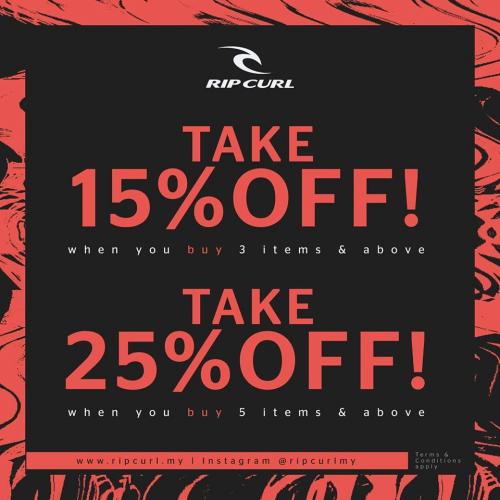 RIP CURL
TAKE
15%OFF!
when you buy 3 items & above
TAKE
25%OFF!
when you buy 5 items & above
www.ripcurl.my | Instagram @ripcurlmy
Terms &
Conditions
apply